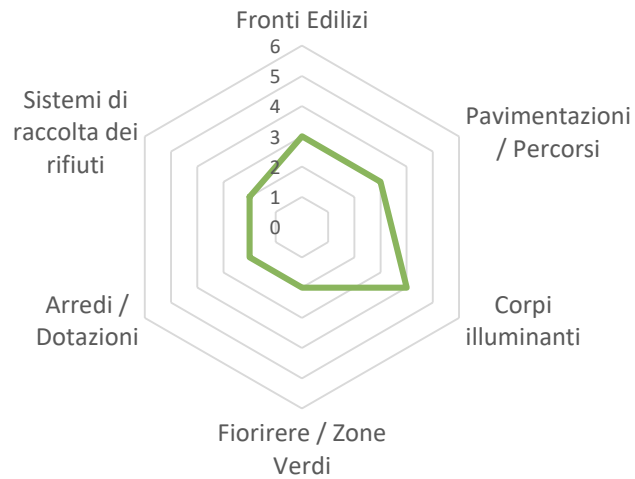 Fronti Edilizi
6
5
4
3
2
1
0
Pavimentazioni
/ Percorsi
Corpi
illuminanti
Fiorirere / Zone
Verdi
Arredi /
Dotazioni
Sistemi di
raccolta dei
rifiuti